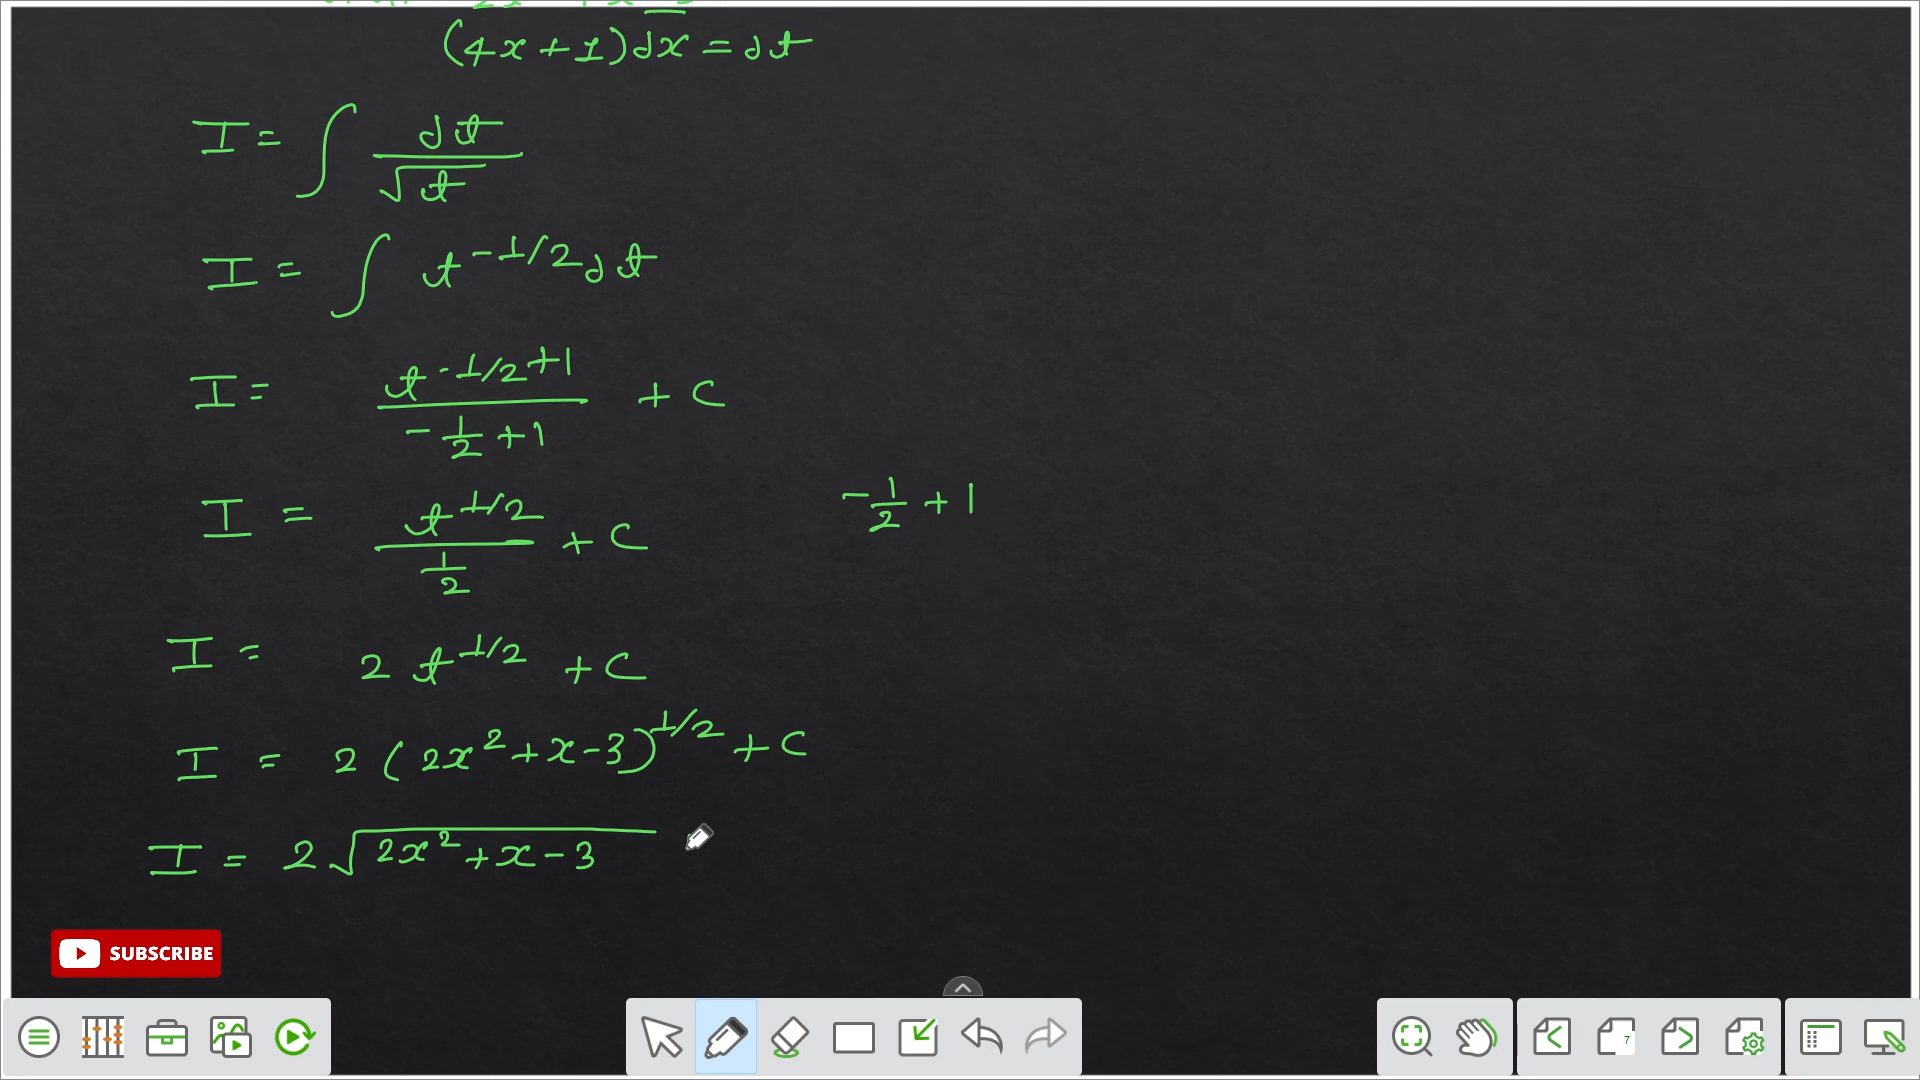 (4x+1)dx = dt
I = ∫ dt/√t
I = ∫ t^-1/2 dt
I = t^-1/2+1 / -1/2+1 + C
I = t^1/2 / 1/2 + C
-1/2 + 1
I = 2 t^1/2 + C
I = 2 (2x²+x-3)^1/2 + C
I = 2√2x²+x-3
SUBSCRIBE
7